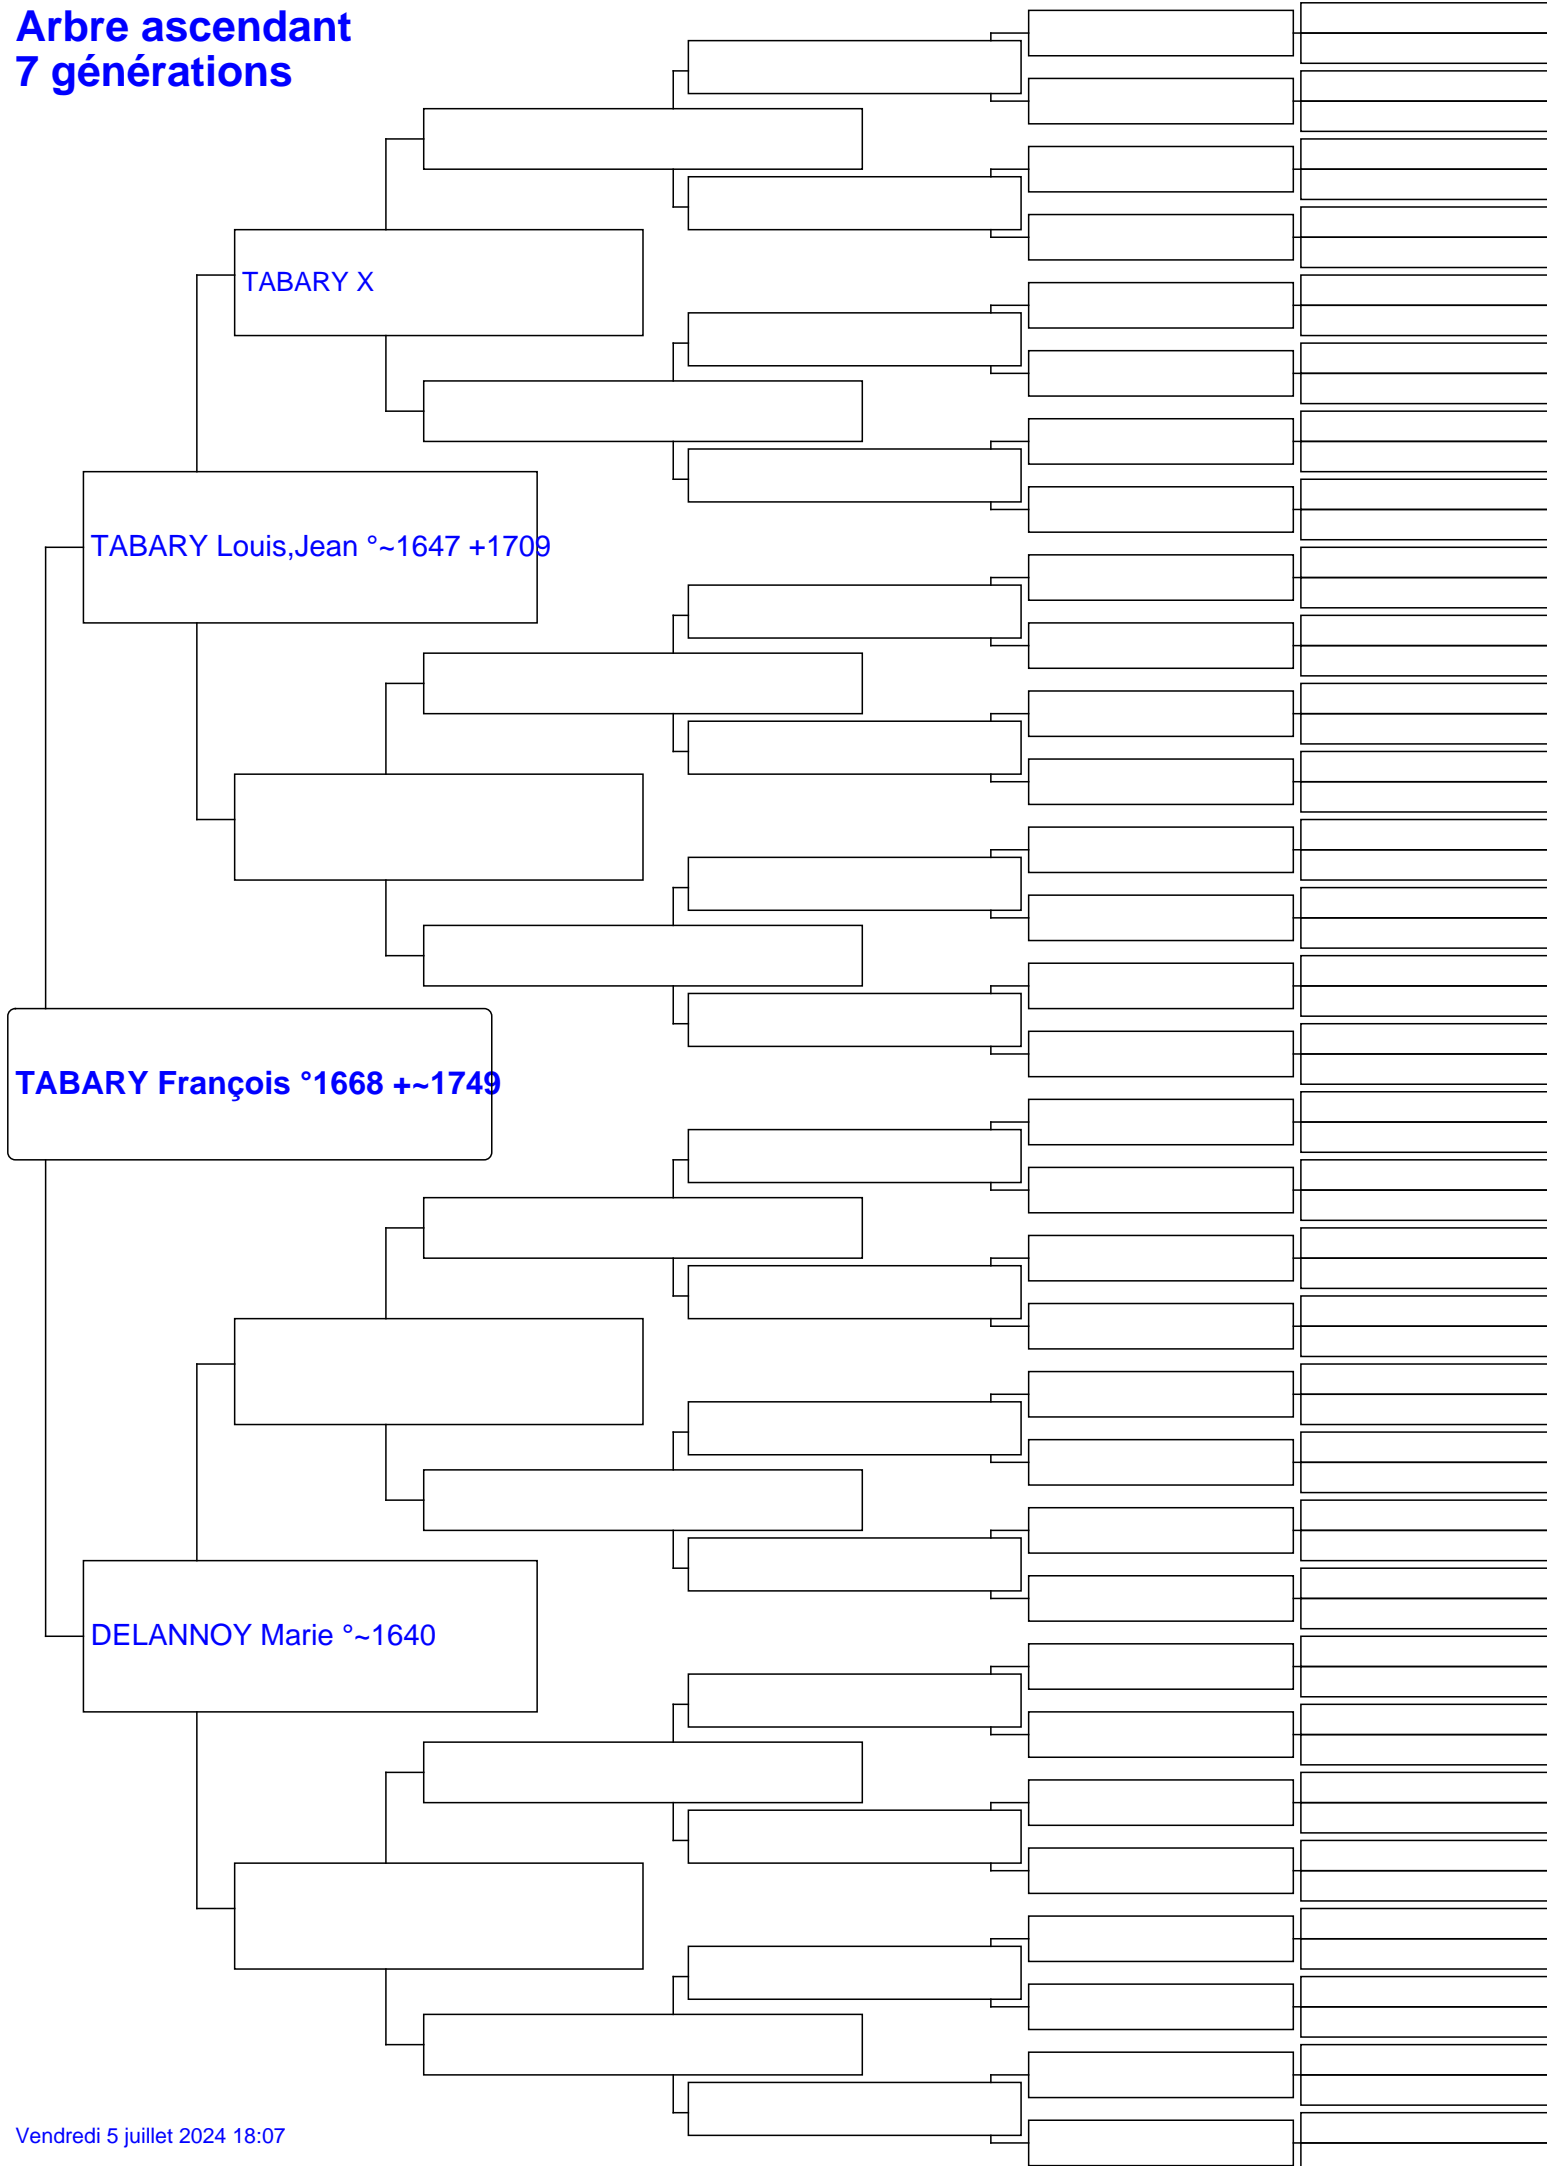 Arbre ascendant
7 générations
TABARY X
TABARY Louis,Jean °~1647 +1709
TABARY François °1668 +~1749
DELANNOY Marie °~1640
Vendredi 5 juillet 2024 18:07